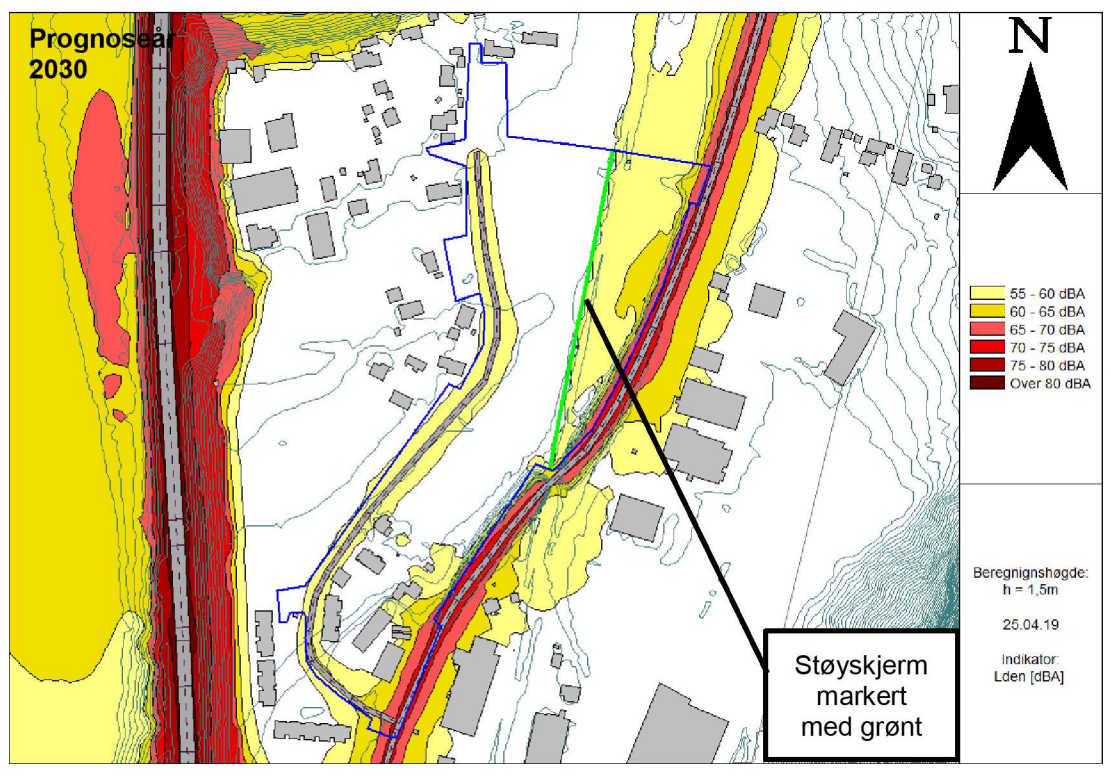 Prognoseår
2030
N
55 - 60 dBA
60 - 65 dBA
65 - 70 dBA
70 - 75 dBA
75 - 80 dBA
Over 80 dBA
Beregnignshøgde:
h = 1,5m
25.04.19
Indikator:
Lden [dBA]
Støyskjerm
markert
med grønt